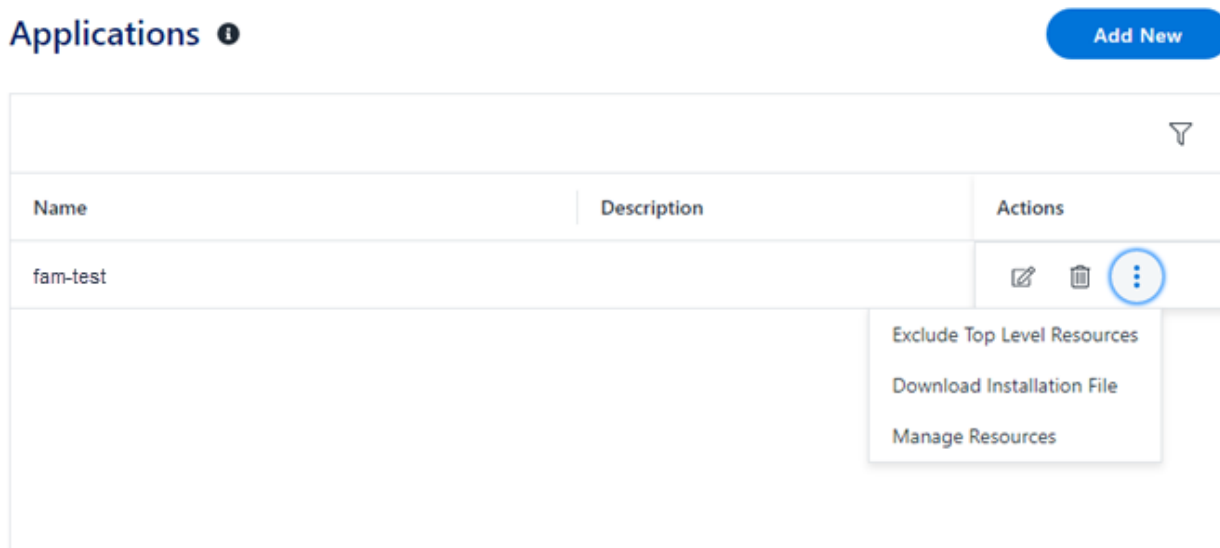 Applications
Add New
Name Description Actions
fam-test
Exclude Top Level Resources
Download Installation File
Manage Resources